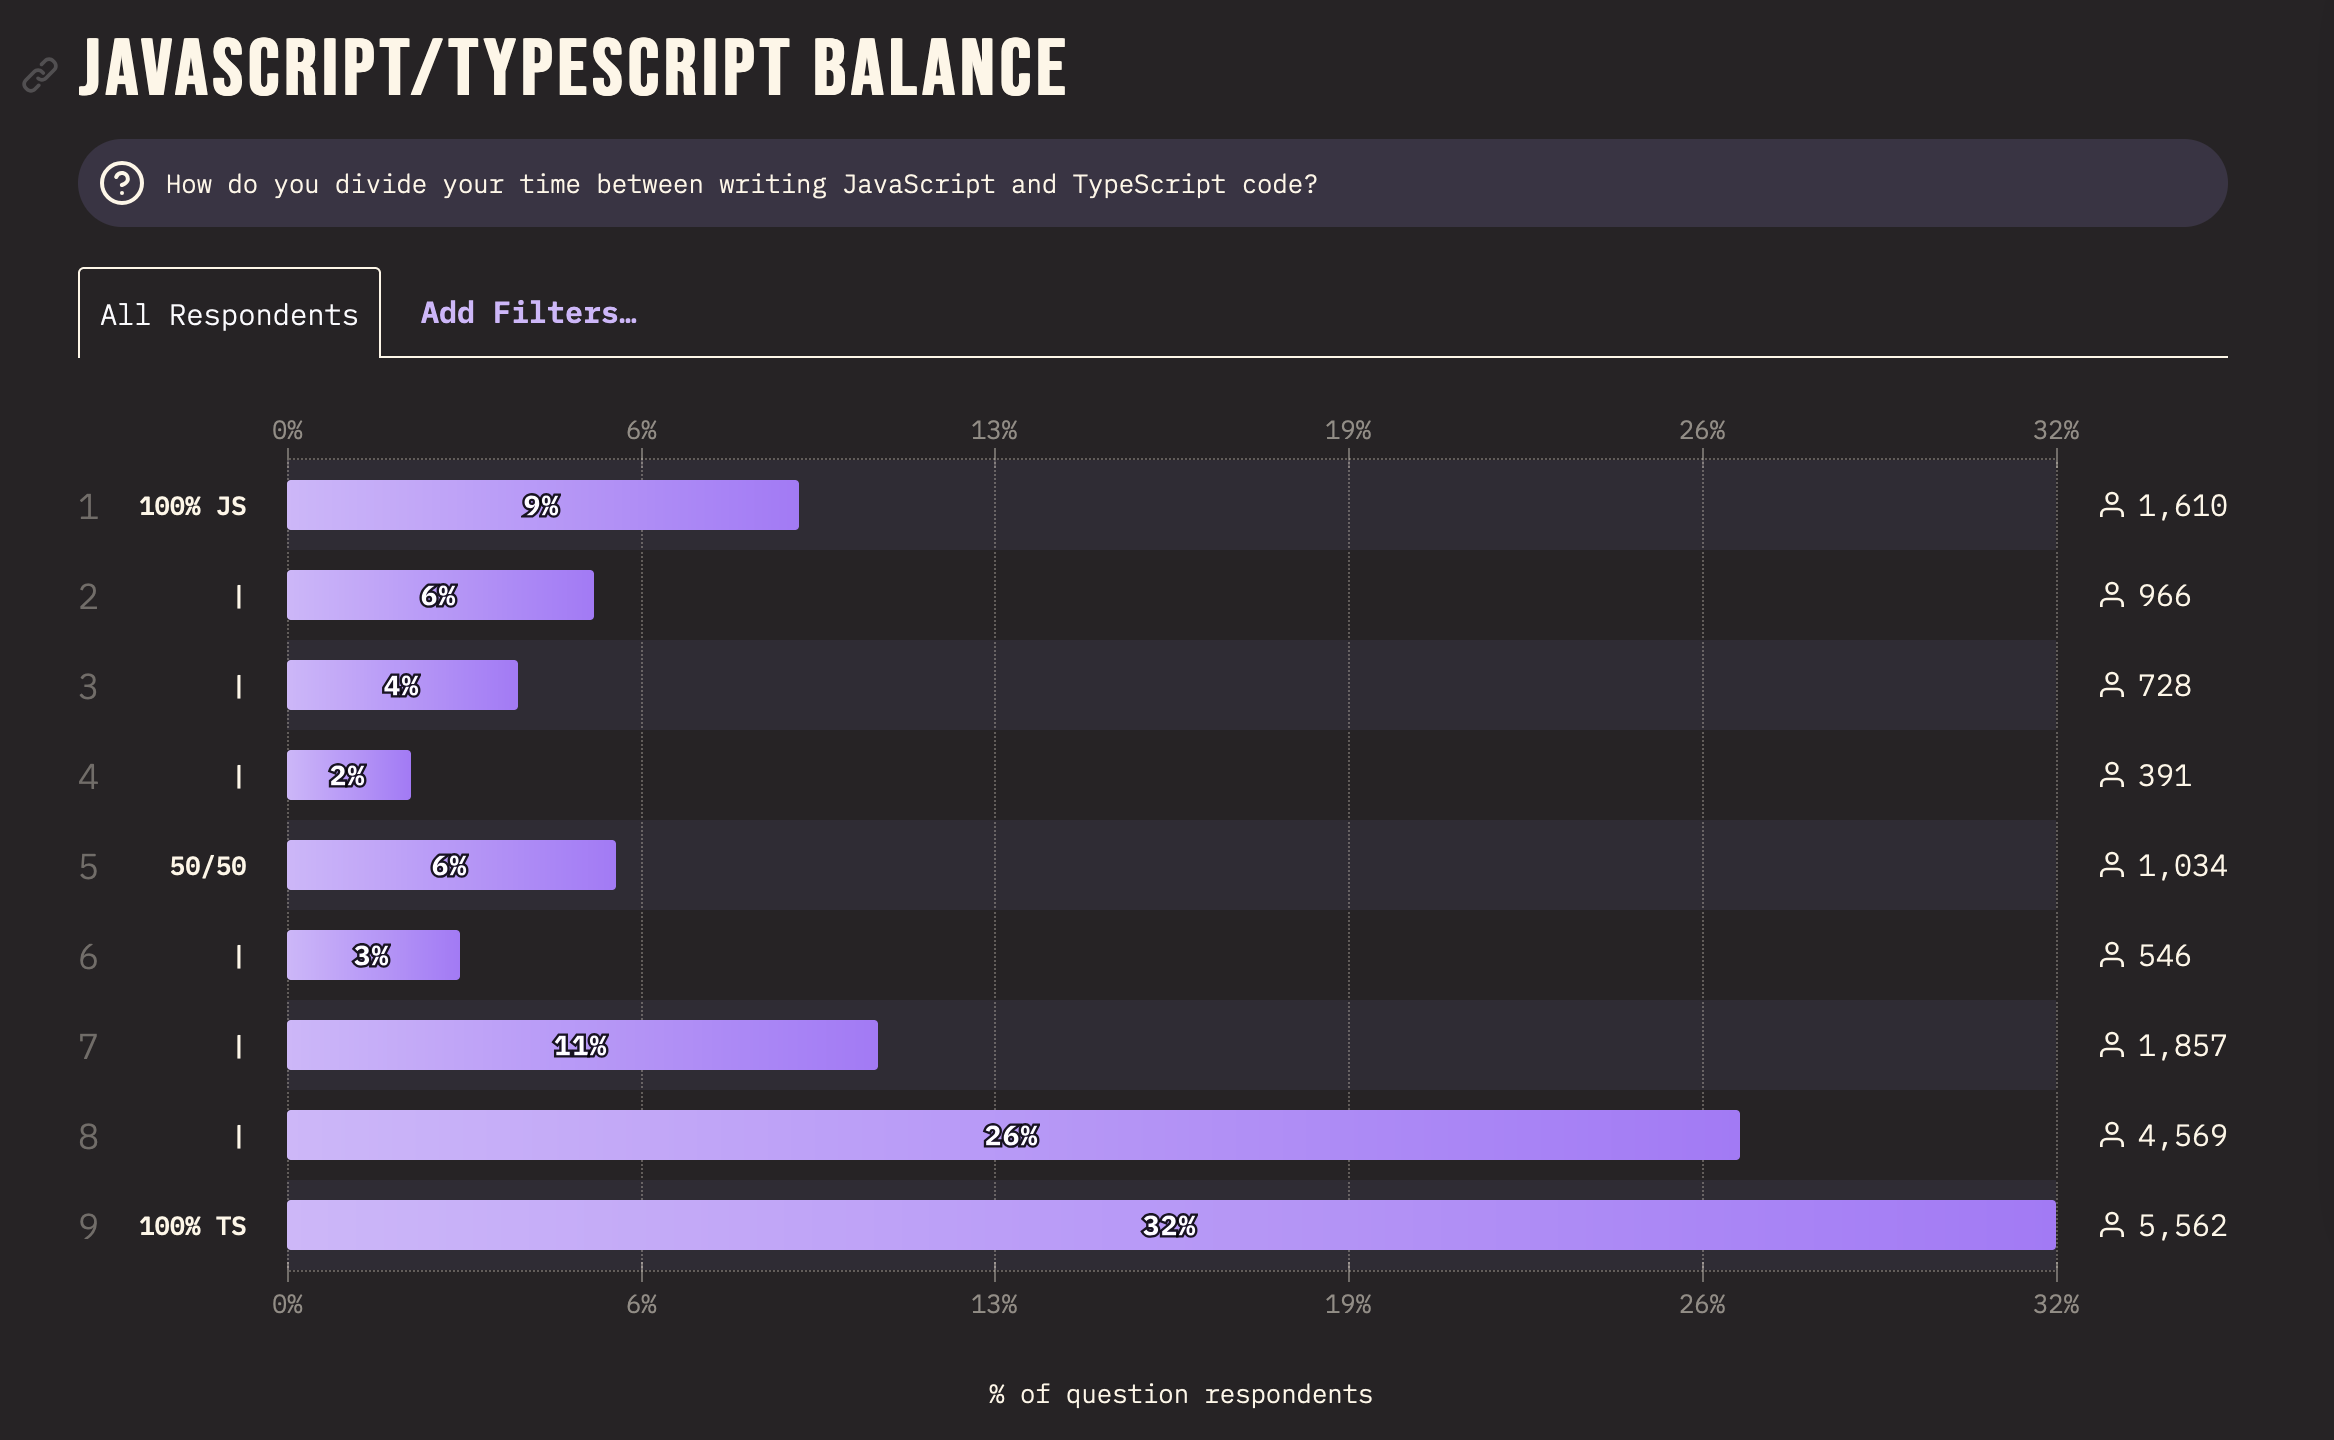 JAVASCRIPT/TYPESCRIPT BALANCE
How do you divide your time between writing JavaScript and TypeScript code?
All Respondents Add Filters…
0% 6% 13% 19% 26% 32%
1 100% JS 9% 1,610
2 | 6% 966
3 | 4% 728
4 | 2% 391
5 50/50 6% 1,034
6 | 3% 546
7 | 11% 1,857
8 | 26% 4,569
9 100% TS 32% 5,562
0% 6% 13% 19% 26% 32%
% of question respondents